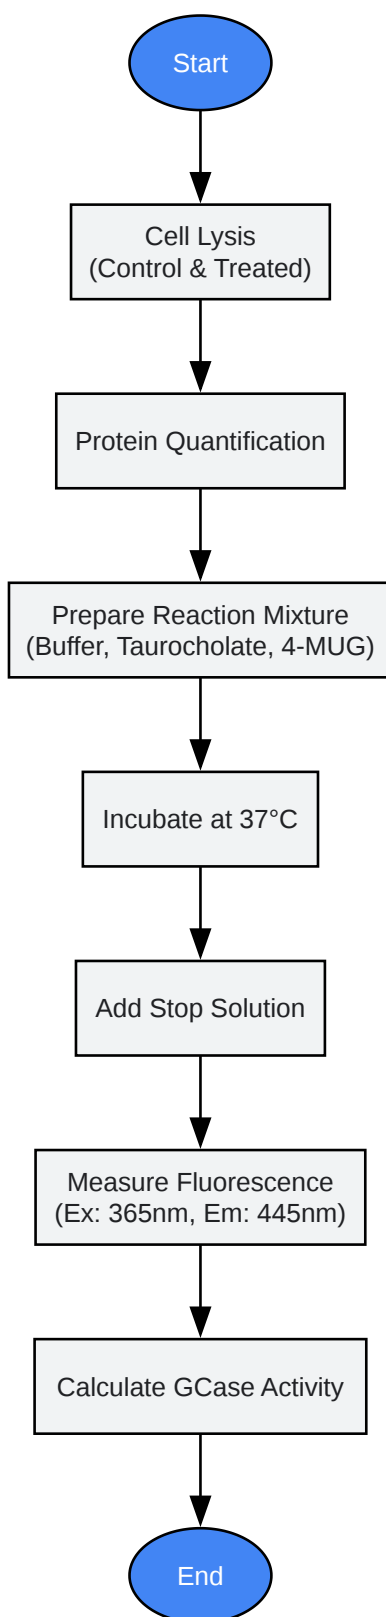 Start
Cell Lysis
(Control & Treated)
Protein Quantification
Prepare Reaction Mixture
(Buffer, Taurocholate, 4-MUG)
Incubate at 37°C
Add Stop Solution
Measure Fluorescence
(Ex: 365nm, Em: 445nm)
Calculate GCase Activity
End